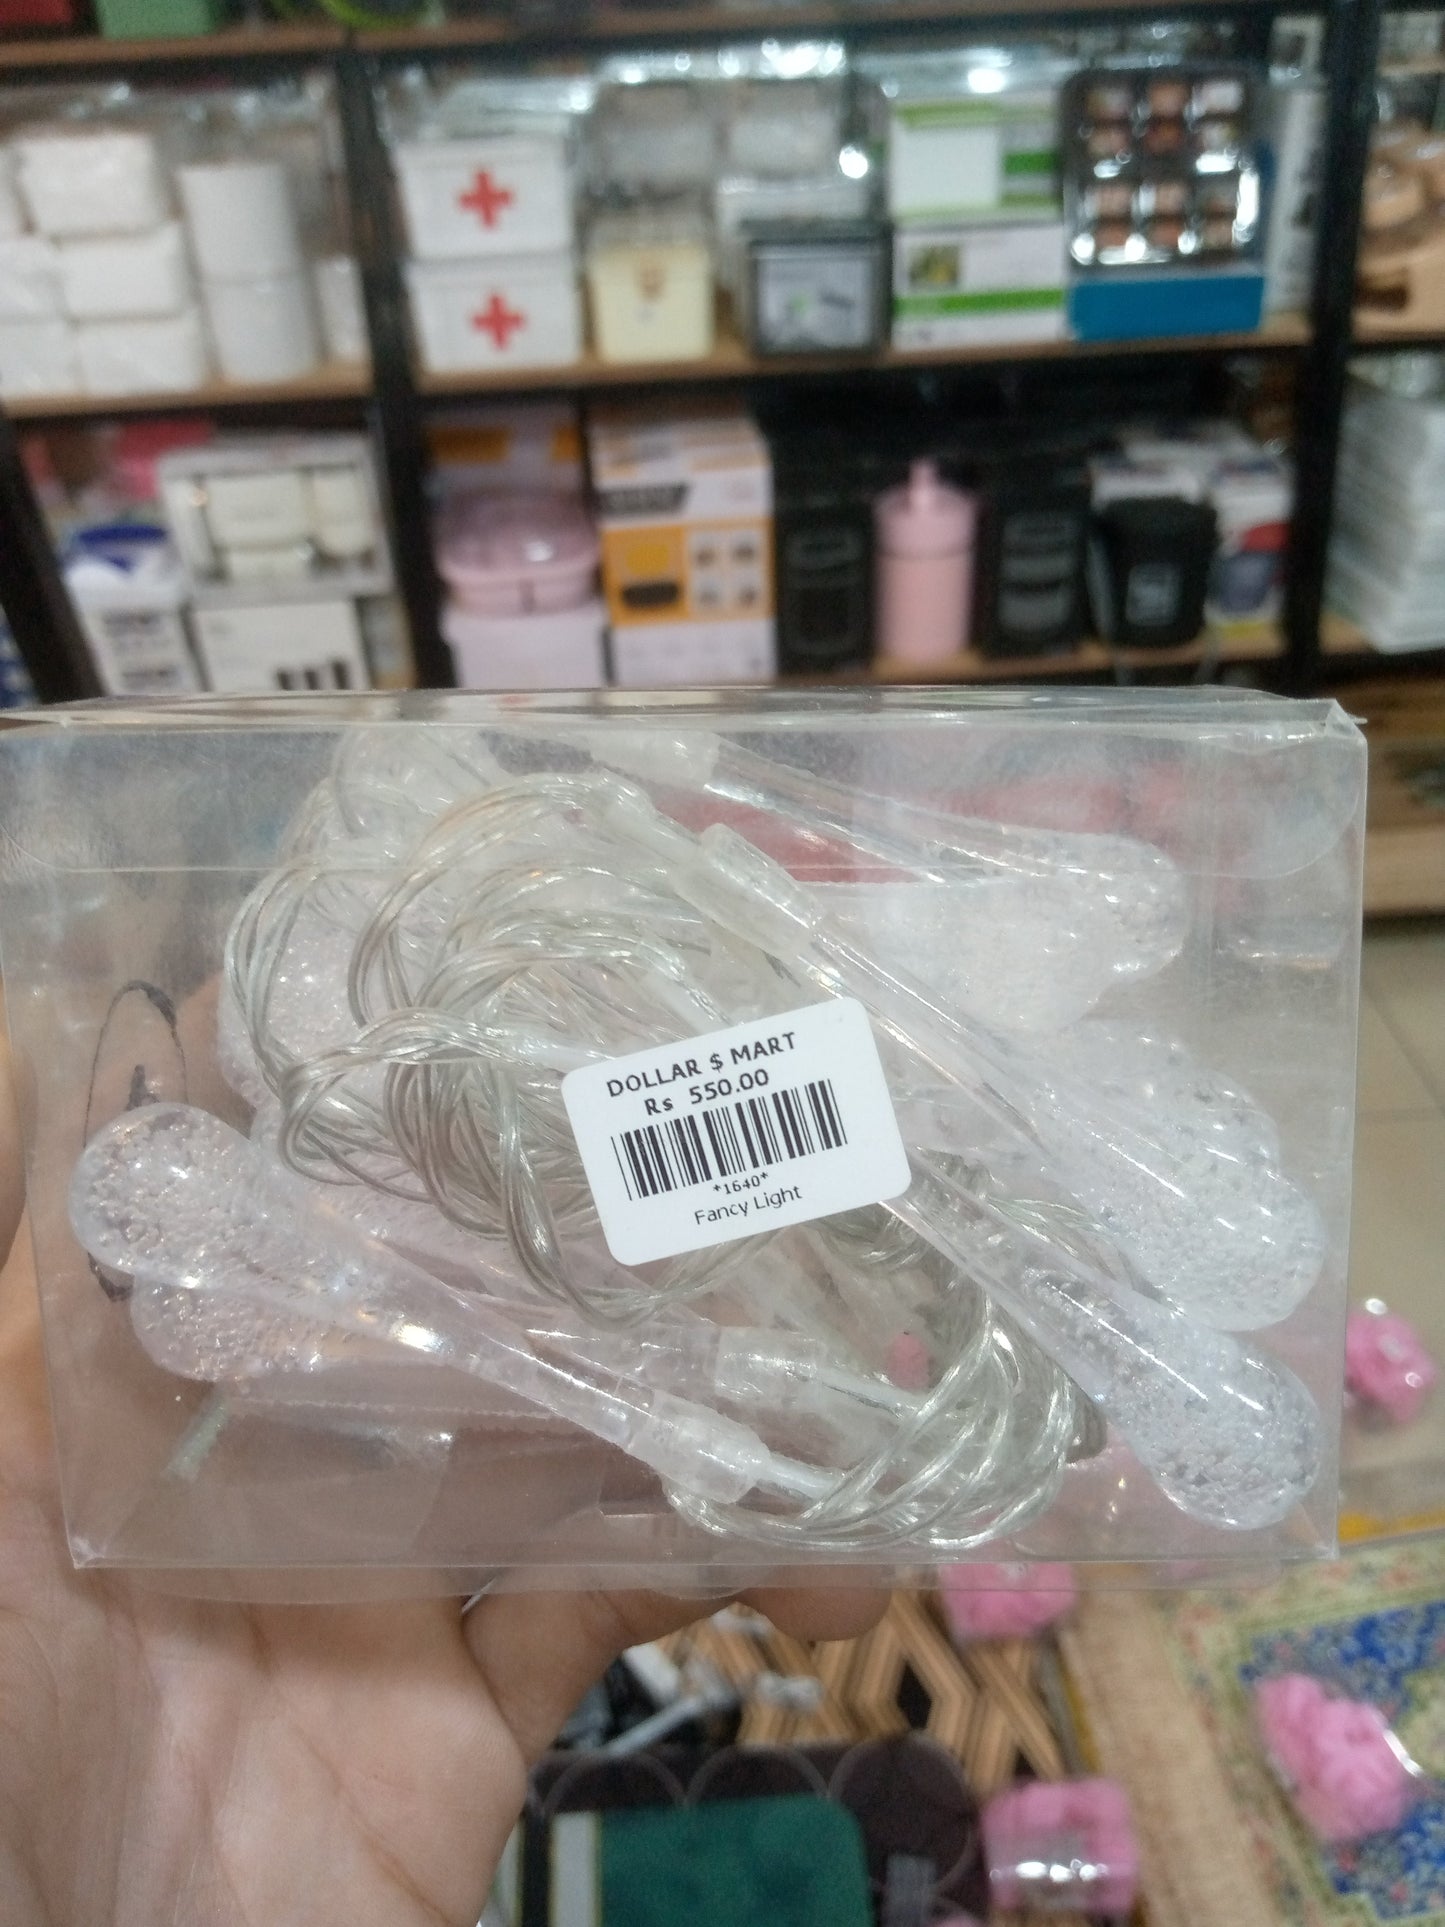 DOLLAR $ MART
Rs 550.00
*1640*
Fancy Light